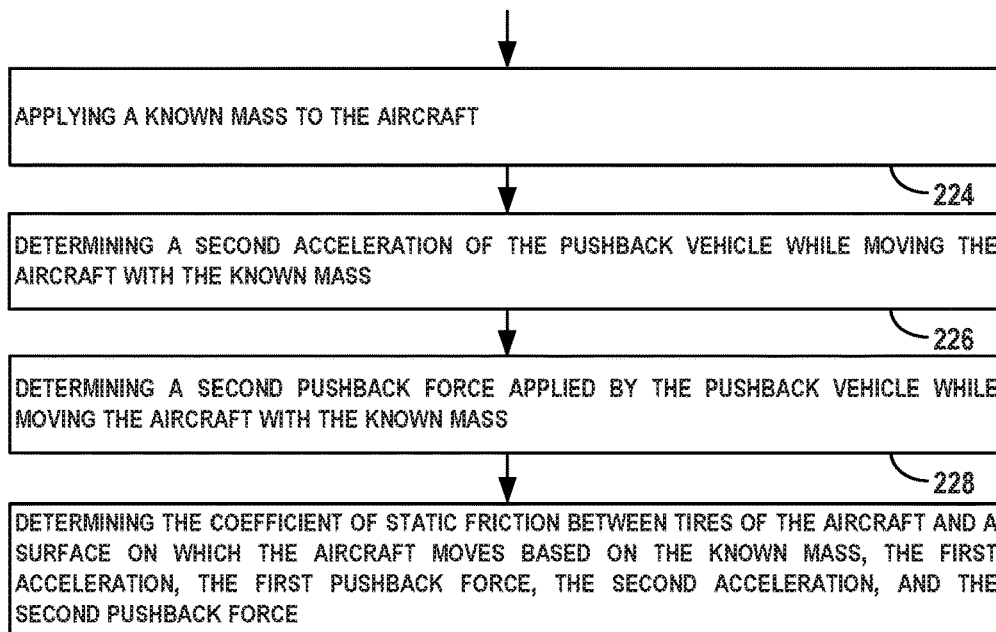 APPLYING A KNOWN MASS TO THE AIRCRAFT
224
DETERMINING A SECOND ACCELERATION OF THE PUSHBACK VEHICLE WHILE MOVING THE
AIRCRAFT WITH THE KNOWN MASS
226
DETERMINING A SECOND PUSHBACK FORCE APPLIED BY THE PUSHBACK VEHICLE WHILE
MOVING THE AIRCRAFT WITH THE KNOWN MASS
228
DETERMINING THE COEFFICIENT OF STATIC FRICTION BETWEEN TIRES OF THE AIRCRAFT AND A
SURFACE ON WHICH THE AIRCRAFT MOVES BASED ON THE KNOWN MASS, THE FIRST
ACCELERATION, THE FIRST PUSHBACK FORCE, THE SECOND ACCELERATION, AND THE
SECOND PUSHBACK FORCE